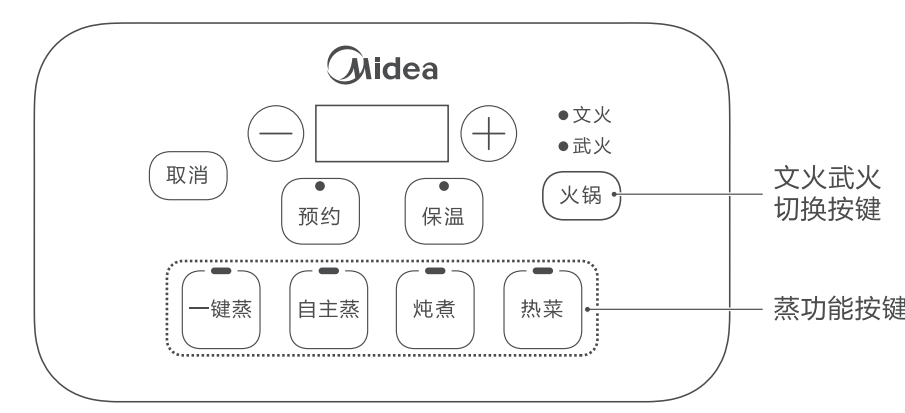 Midea
文火
武火
取消
预约
保温
火锅
文火武火
切换按键
一键蒸
自主蒸
炖煮
热菜
蒸功能按键